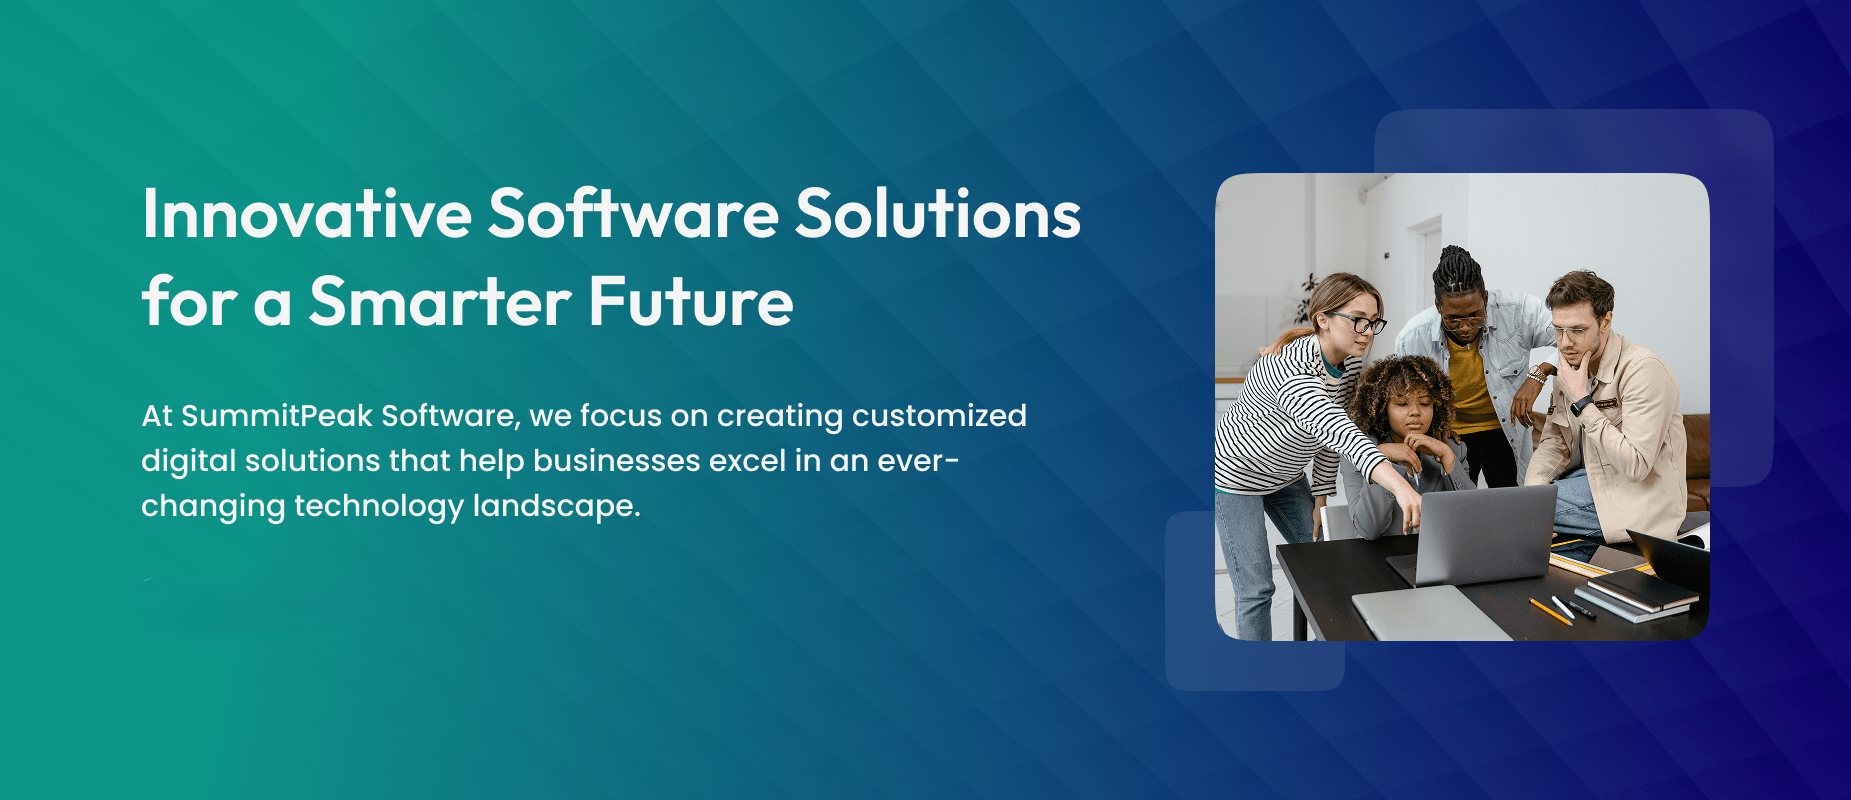 Innovative Software Solutions
for a Smarter Future
At SummitPeak Software, we focus on creating customized
digital solutions that help businesses excel in an ever-
changing technology landscape.